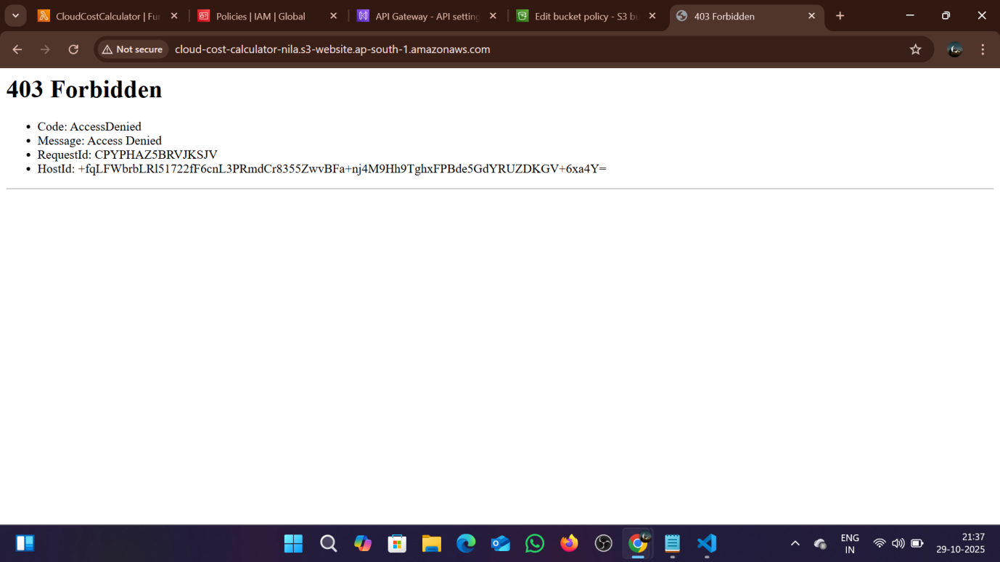 CloudCostCalculator | Fur
Policies | IAM | Global
API Gateway - API setting
Edit bucket policy - S3 bu
403 Forbidden
Not secure
cloud-cost-calculator-nila.s3-website.ap-south-1.amazonaws.com
403 Forbidden
Code: AccessDenied
Message: Access Denied
RequestId: CPYPHAZ5BRVJKSJV
HostId: +fqLFWbrbLRl51722fF6cnL3PRmdCr8355ZwvBFa+nj4M9Hh9TghxFPBde5GdYRUZDKGV+6xa4Y=
ENG
IN
21:37
29-10-2025